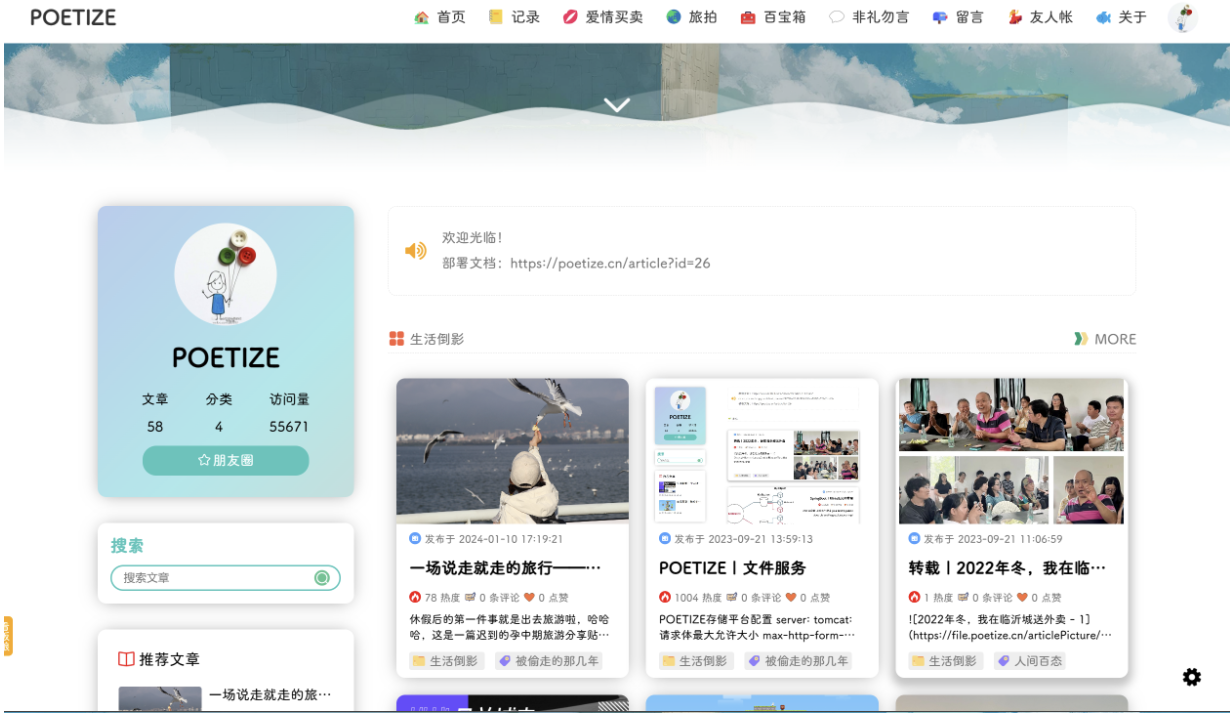 POETIZE
首页 记录 爱情买卖 旅拍 百宝箱 非礼勿言 留言 友人帐 关于
POETIZE
文章 分类 访问量
58 4 55671
朋友圈
搜索
搜索文章
推荐文章
一场说走就走的旅···
欢迎光临！
部署文档：https://poetize.cn/article?id=26
生活倒影
MORE
发布于 2024-01-10 17:19:21
一场说走就走的旅行——···
78 热度 0 条评论 0 点赞
休假后的第一件事就是出去旅游啦，哈哈
哈，这是一篇迟到的孕中期旅游分享贴···
生活倒影 被偷走的那几年
发布于 2023-09-21 13:59:13
POETIZE丨文件服务
1004 热度 0 条评论 0 点赞
POETIZE存储平台配置 server: tomcat:
请求体最大允许大小 max-http-form-···
生活倒影 被偷走的那几年
发布于 2023-09-21 11:06:59
转载丨2022年冬，我在临···
1 热度 0 条评论 0 点赞
![2022年冬，我在临沂城送外卖 - 1]
(https://file.poetize.cn/articlePicture/···
生活倒影 人间百态